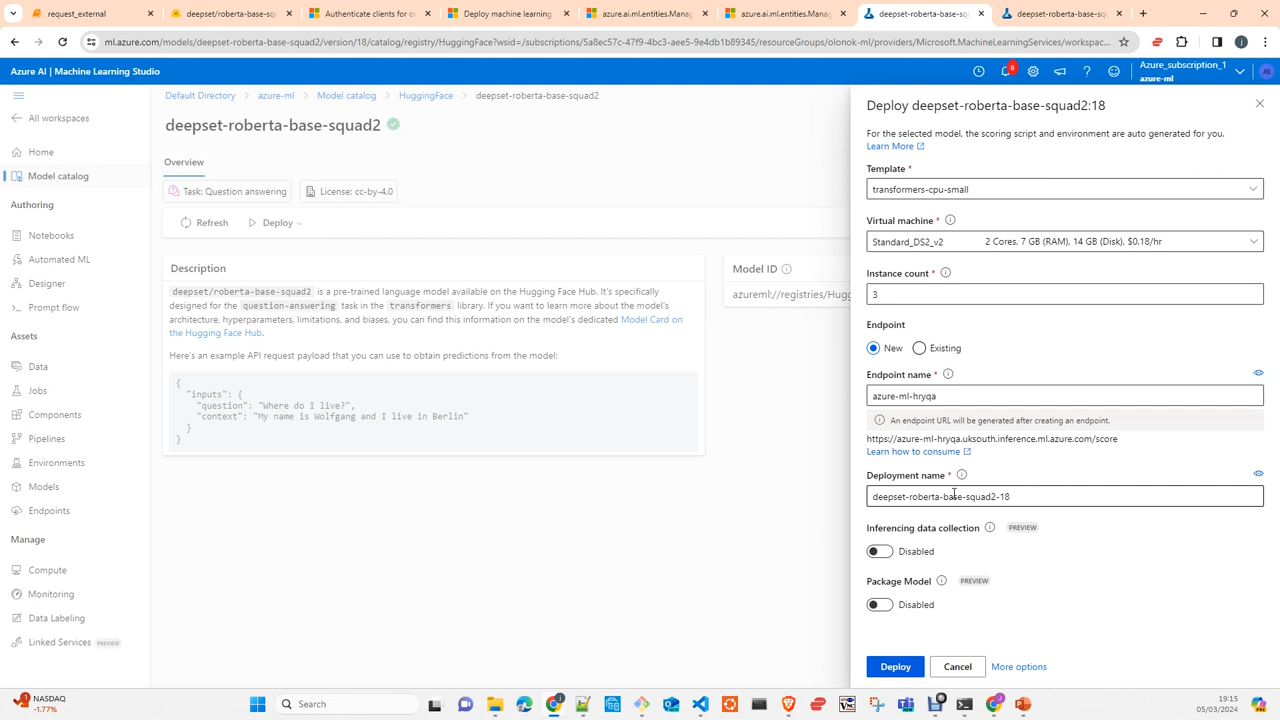 request_external
deepset/roberta-base-squ
Authenticate clients for o
Deploy machine learning
azure.ai.ml.entities.Manag
azure.ai.ml.entities.Manag
deepset-roberta-base-squ
deepset-roberta-base-squ
ml.azure.com/models/deepset-roberta-base-squad2/version/18/catalog/registry/HuggingFace?wsid=/subscriptions/5a8ec57c-47f9-4bc3-aee5-9e4db1b89345/resourceGroups/olonok-ml/providers/Microsoft.MachineLearningServices/workspac...
Azure AI | Machine Learning Studio
8
Azure_subscription_1
azure-ml
JG
All workspaces
Home
Model catalog
Authoring
Notebooks
Automated ML
Designer
Prompt flow
Assets
Data
Jobs
Components
Pipelines
Environments
Models
Endpoints
Manage
Compute
Monitoring
Data Labeling
Linked Services PREVIEW
Default Directory > azure-ml > Model catalog > HuggingFace > deepset-roberta-base-squad2
deepset-roberta-base-squad2
Overview
Task: Question answering
License: cc-by-4.0
Refresh
Deploy
Description
deepset/roberta-base-squad2 is a pre-trained language model available on the Hugging Face Hub. It's specifically
designed for the question-answering task in the transformers library. If you want to learn more about the model's
architecture, hyperparameters, limitations, and biases, you can find this information on the model's dedicated Model Card on
the Hugging Face Hub.
Here's an example API request payload that you can use to obtain predictions from the model:
{
"inputs": {
"question": "Where do I live?",
"context": "My name is Wolfgang and I live in Berlin"
}
}
Model ID
azureml://registries/Hugg
Deploy deepset-roberta-base-squad2:18
For the selected model, the scoring script and environment are auto generated for you.
Learn More
Template *
transformers-cpu-small
Virtual machine *
Standard_DS2_v2 2 Cores, 7 GB (RAM), 14 GB (Disk), $0.18/hr
Instance count *
3
Endpoint
New
Existing
Endpoint name *
azure-ml-hryqa
An endpoint URL will be generated after creating an endpoint.
https://azure-ml-hryqa.uksouth.inference.ml.azure.com/score
Learn how to consume
Deployment name *
deepset-roberta-base-squad2-18
Inferencing data collection PREVIEW
Disabled
Package Model PREVIEW
Disabled
Deploy
Cancel
More options
1
NASDAQ
-1.77%
Search
19:15
05/03/2024